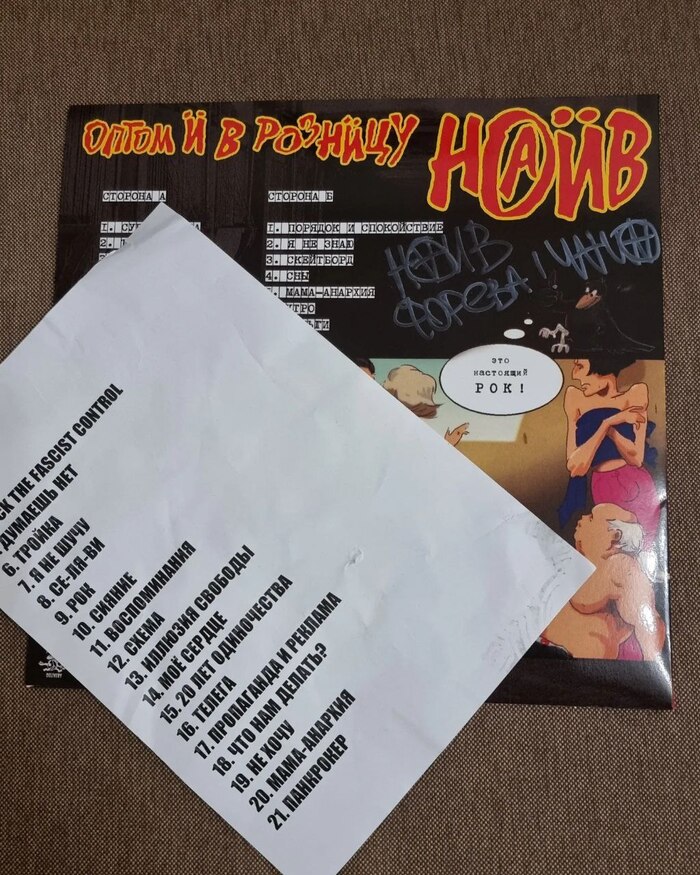 ОПТОМ Ӥ В РОЗНӤЦУ
НАӤВ
СТОРОНА А
СТОРОНА Б
1. ПОРЯДОК И СПОКОЙСТВИЕ
2. Я НЕ ЗНАЮ
3. СКЕЙТБОРД
4. СНЫ
МАМА-АНАРХИЯ
УТРО
НАИВ
ФОРЕВА!
это
настоящий
РОК!
THE FASCIST CONTROL
ДУМАЕШЬ НЕТ
6. ТРОЙКА
7. Я НЕ ШУЧУ
8. СЕ-ЛЯ-ВИ
9. РОК
10. СИЯНИЕ
11. ВОСПОМИНАНИЯ
12. СХЕМА
13. ИЛЛЮЗИЯ СВОБОДЫ
14. МОЁ СЕРДЦЕ
15. 20 ЛЕТ ОДИНОЧЕСТВА
16. ТЕЛЕГА
17. ПРОПАГАНДА И РЕКЛАМА
18. ЧТО НАМ ДЕЛАТЬ?
19. НЕ ХОЧУ
20. МАМА-АНАРХИЯ
21. ПАНКРОКЕР